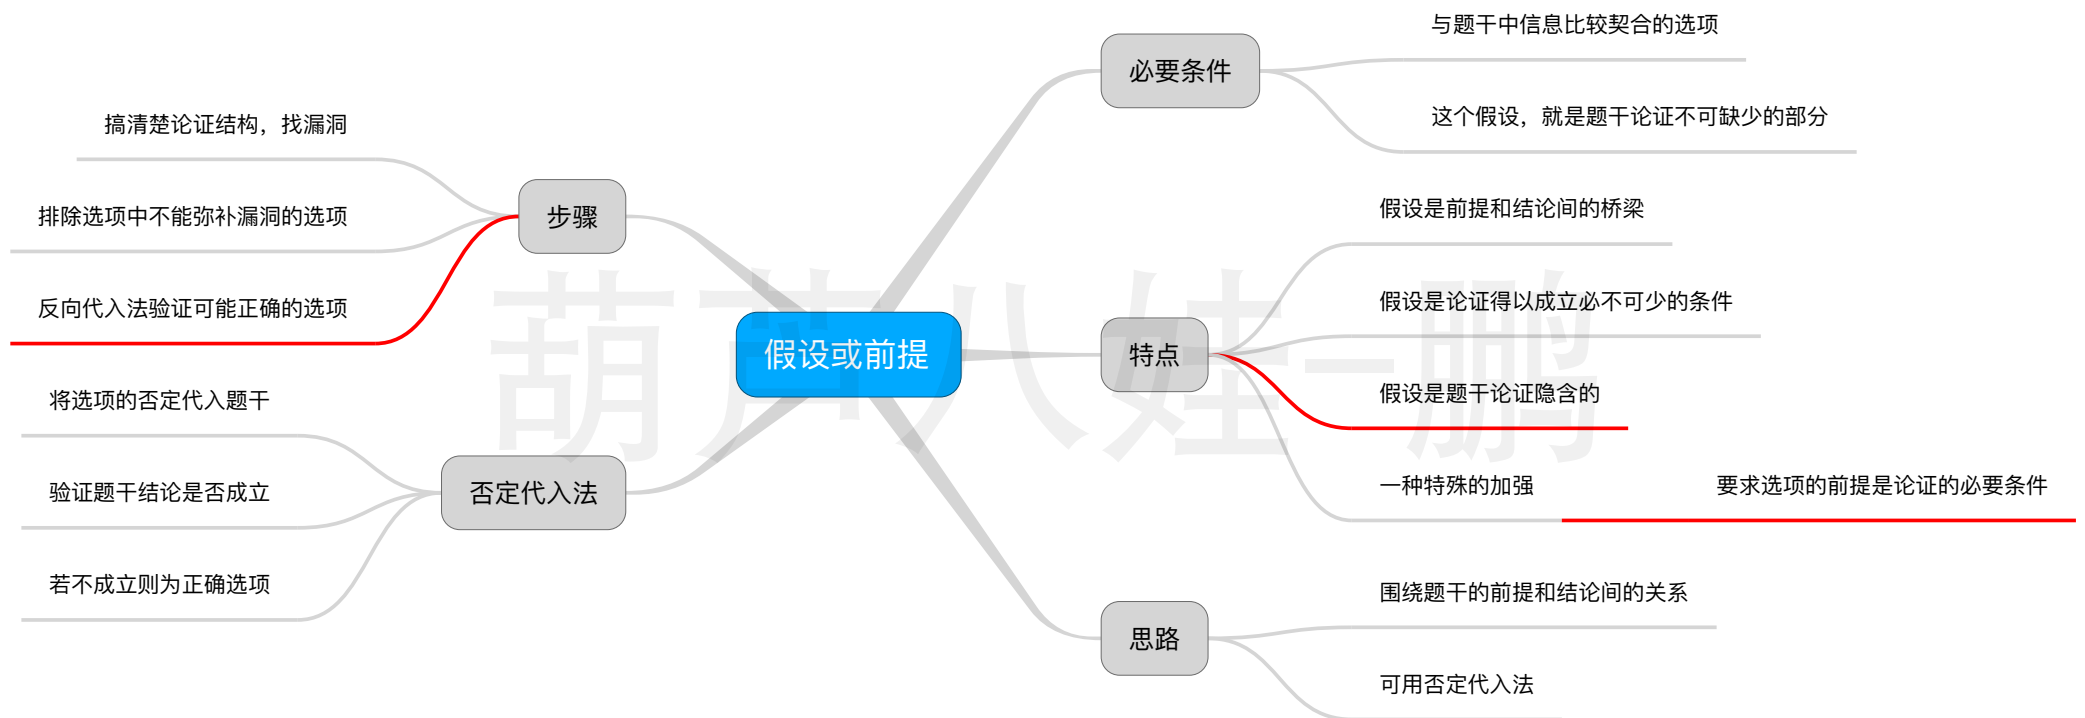 假设或前提
必要条件
与题干中信息比较契合的选项
这个假设，就是题干论证不可缺少的部分
特点
假设是前提和结论间的桥梁
假设是论证得以成立必不可少的条件
假设是题干论证隐含的
一种特殊的加强
要求选项的前提是论证的必要条件
思路
围绕题干的前提和结论间的关系
可用否定代入法
步骤
搞清楚论证结构，找漏洞
排除选项中不能弥补漏洞的选项
反向代入法验证可能正确的选项
否定代入法
将选项的否定代入题干
验证题干结论是否成立
若不成立则为正确选项
葫芦八娃-鹏